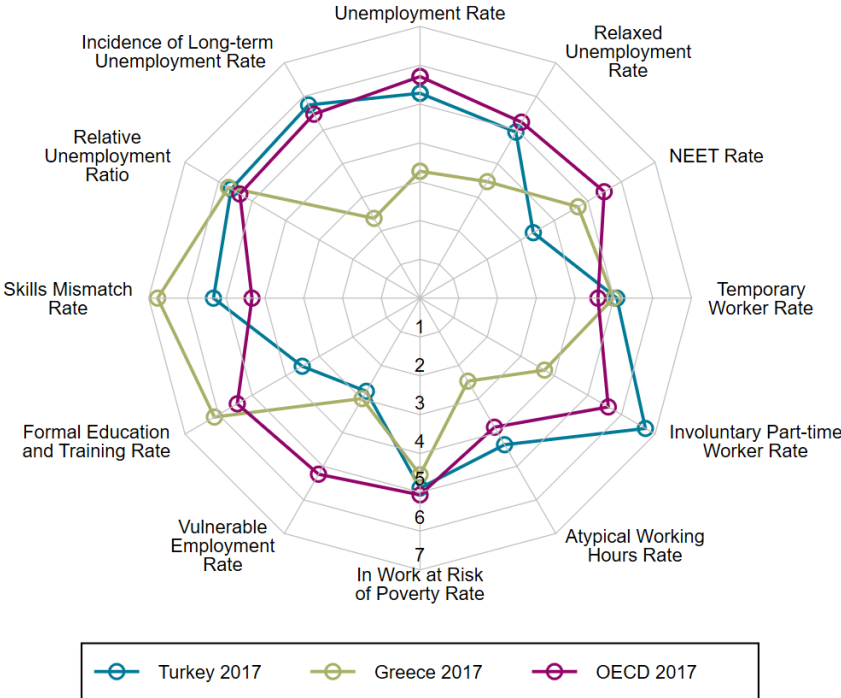 Unemployment Rate
Relaxed
Unemployment
Rate
NEET Rate
Temporary
Worker Rate
Involuntary Part-time
Worker Rate
Atypical Working
Hours Rate
In Work at Risk
of Poverty Rate
Vulnerable
Employment
Rate
Formal Education
and Training Rate
Skills Mismatch
Rate
Relative
Unemployment
Ratio
Incidence of Long-term
Unemployment Rate
1
2
3
4
5
6
7
Turkey 2017
Greece 2017
OECD 2017